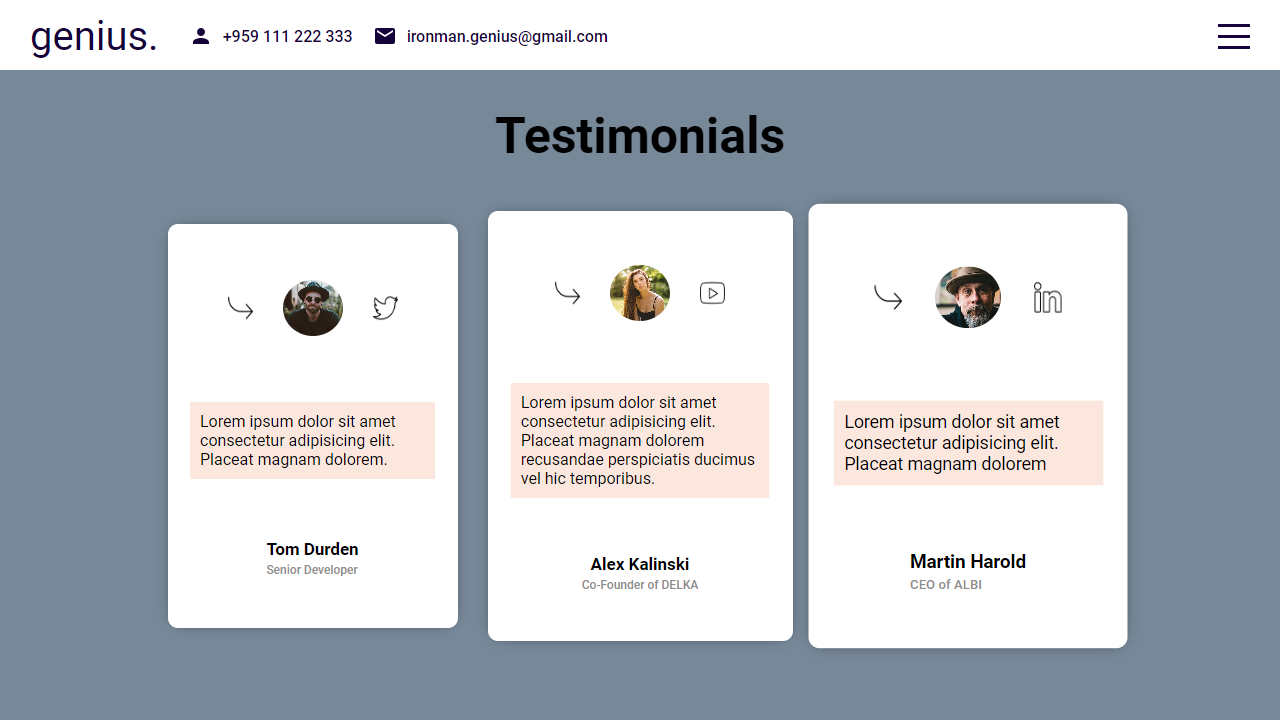 genius.
+959 111 222 333
ironman.genius@gmail.com
Testimonials
Lorem ipsum dolor sit amet
consectetur adipisicing elit.
Placeat magnam dolorem.
Tom Durden
Senior Developer
Lorem ipsum dolor sit amet
consectetur adipisicing elit.
Placeat magnam dolorem
recusandae perspiciatis ducimus
vel hic temporibus.
Alex Kalinski
Co-Founder of DELKA
in
Lorem ipsum dolor sit amet
consectetur adipisicing elit.
Placeat magnam dolorem
Martin Harold
CEO of ALBI